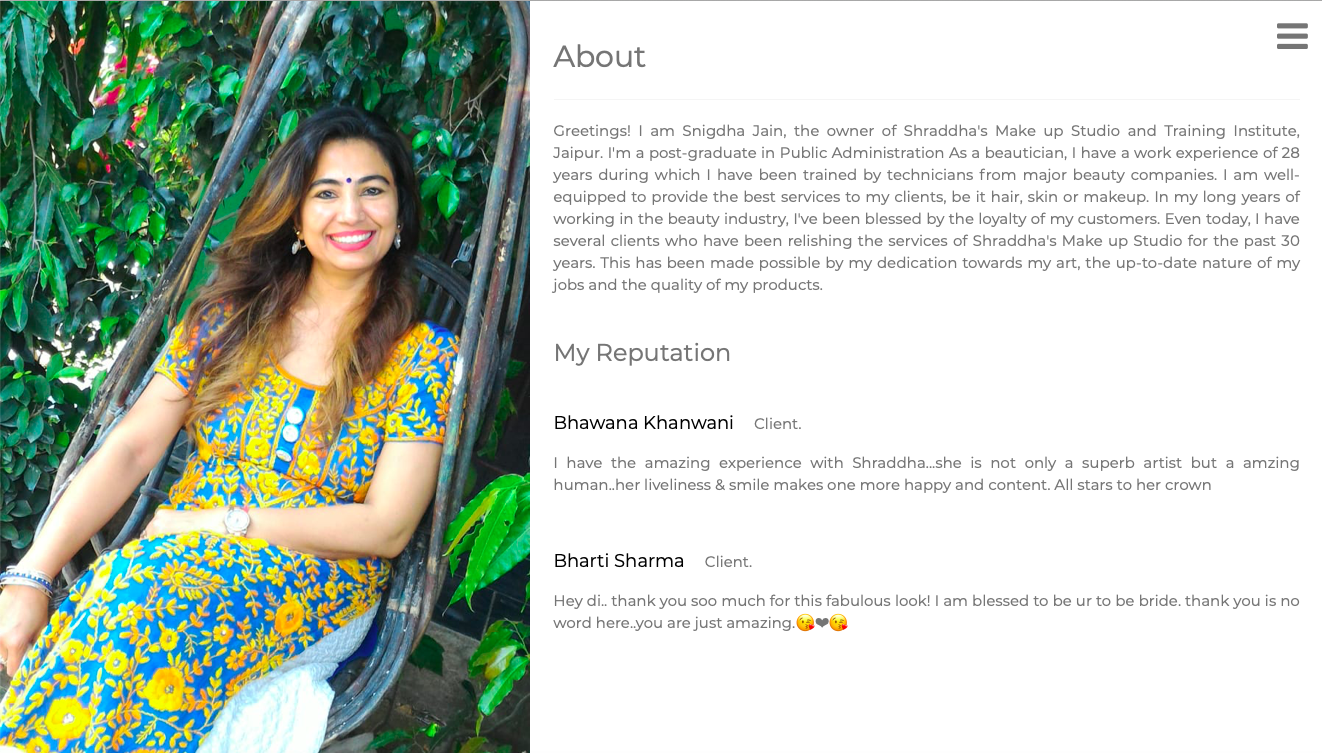 About
Greetings! I am Snigdha Jain, the owner of Shraddha's Make up Studio and Training Institute,
Jaipur. I'm a post-graduate in Public Administration As a beautician, I have a work experience of 28
years during which I have been trained by technicians from major beauty companies. I am well-
equipped to provide the best services to my clients, be it hair, skin or makeup. In my long years of
working in the beauty industry, I've been blessed by the loyalty of my customers. Even today, I have
several clients who have been relishing the services of Shraddha's Make up Studio for the past 30
years. This has been made possible by my dedication towards my art, the up-to-date nature of my
jobs and the quality of my products.
My Reputation
Bhawana Khanwani Client.
I have the amazing experience with Shraddha...she is not only a superb artist but a amzing
human..her liveliness & smile makes one more happy and content. All stars to her crown
Bharti Sharma Client.
Hey di.. thank you soo much for this fabulous look! I am blessed to be ur to be bride. thank you is no
word here..you are just amazing.😘❤😘